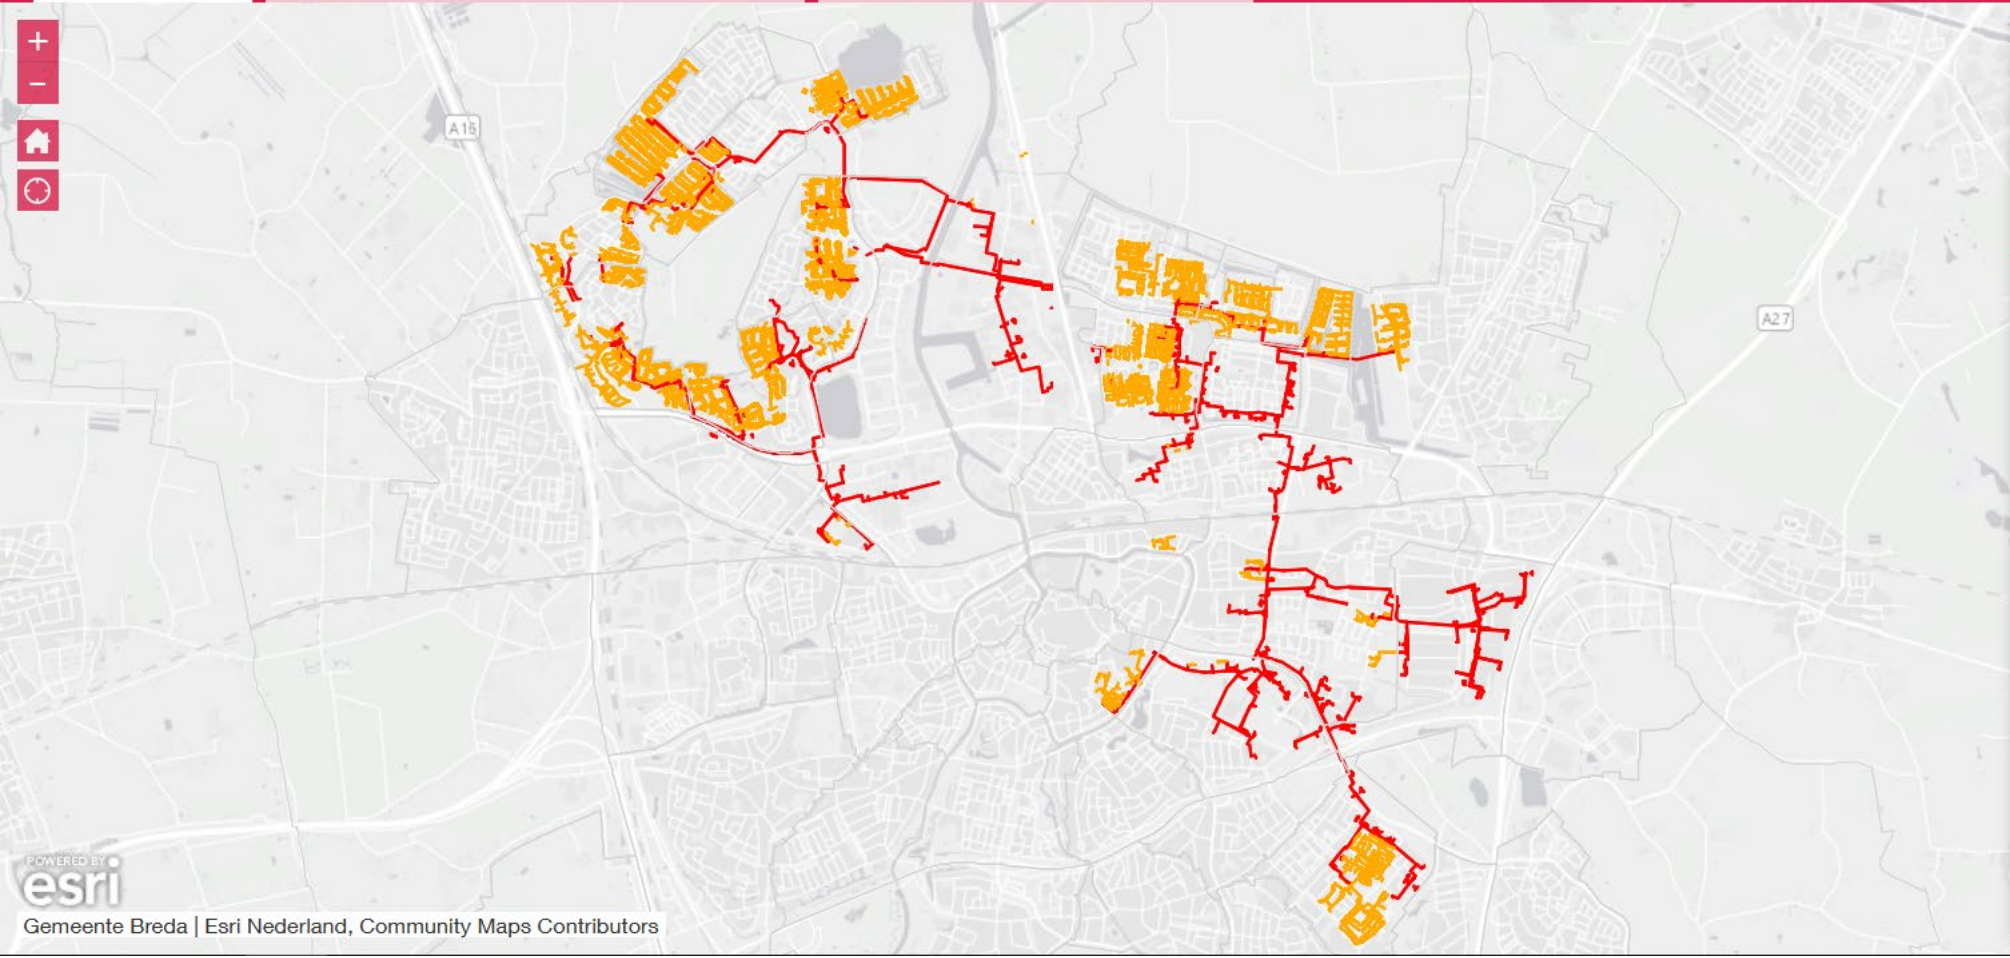 +
−
A16
A27
POWERED BY
esri
Gemeente Breda | Esri Nederland, Community Maps Contributors